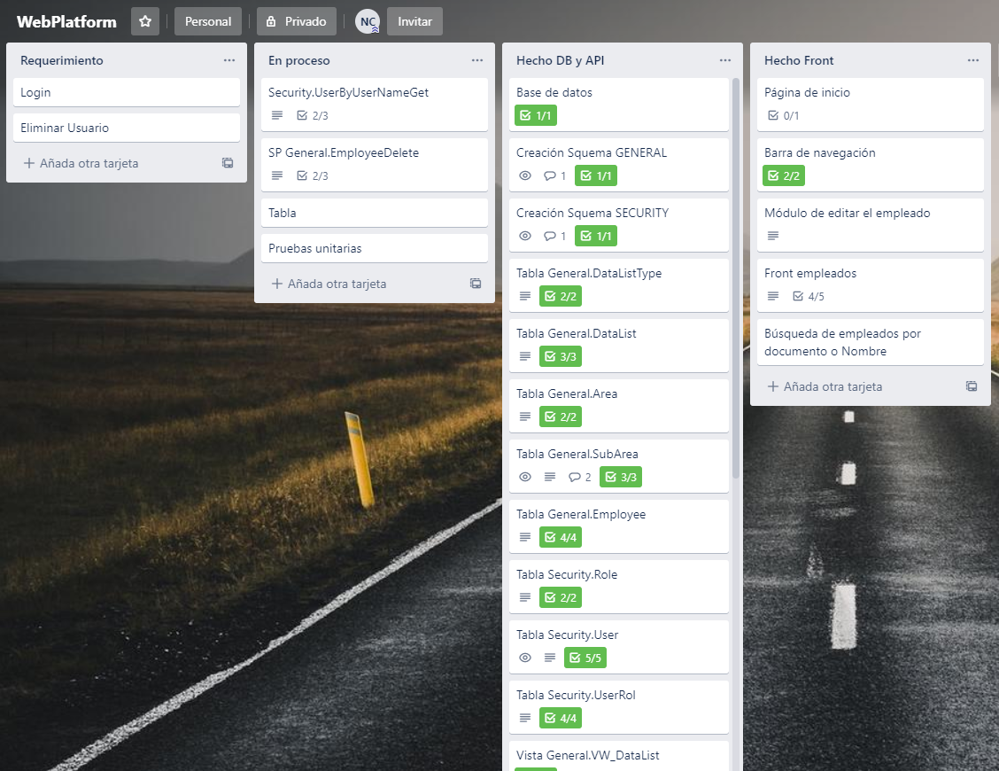 WebPlatform
Personal
Privado
NC
Invitar
Requerimiento
Login
Eliminar Usuario
Añada otra tarjeta
En proceso
Security.UserByUserNameGet
2/3
SP General.EmployeeDelete
2/3
Tabla
Pruebas unitarias
Añada otra tarjeta
Hecho DB y API
Base de datos
1/1
Creación Squema GENERAL
1
1/1
Creación Squema SECURITY
1
1/1
Tabla General.DataListType
2/2
Tabla General.DataList
3/3
Tabla General.Area
2/2
Tabla General.SubArea
2
3/3
Tabla General.Employee
4/4
Tabla Security.Role
2/2
Tabla Security.User
5/5
Tabla Security.UserRol
4/4
Vista General.VW_DataList
Hecho Front
Página de inicio
0/1
Barra de navegación
2/2
Módulo de editar el empleado
Front empleados
4/5
Búsqueda de empleados por
documento o Nombre
Añada otra tarjeta